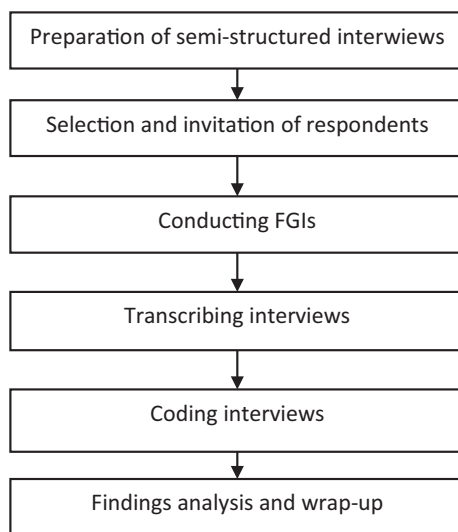 Preparation of semi-structured interwiews
Selection and invitation of respondents
Conducting FGIs
Transcribing interviews
Coding interviews
Findings analysis and wrap-up